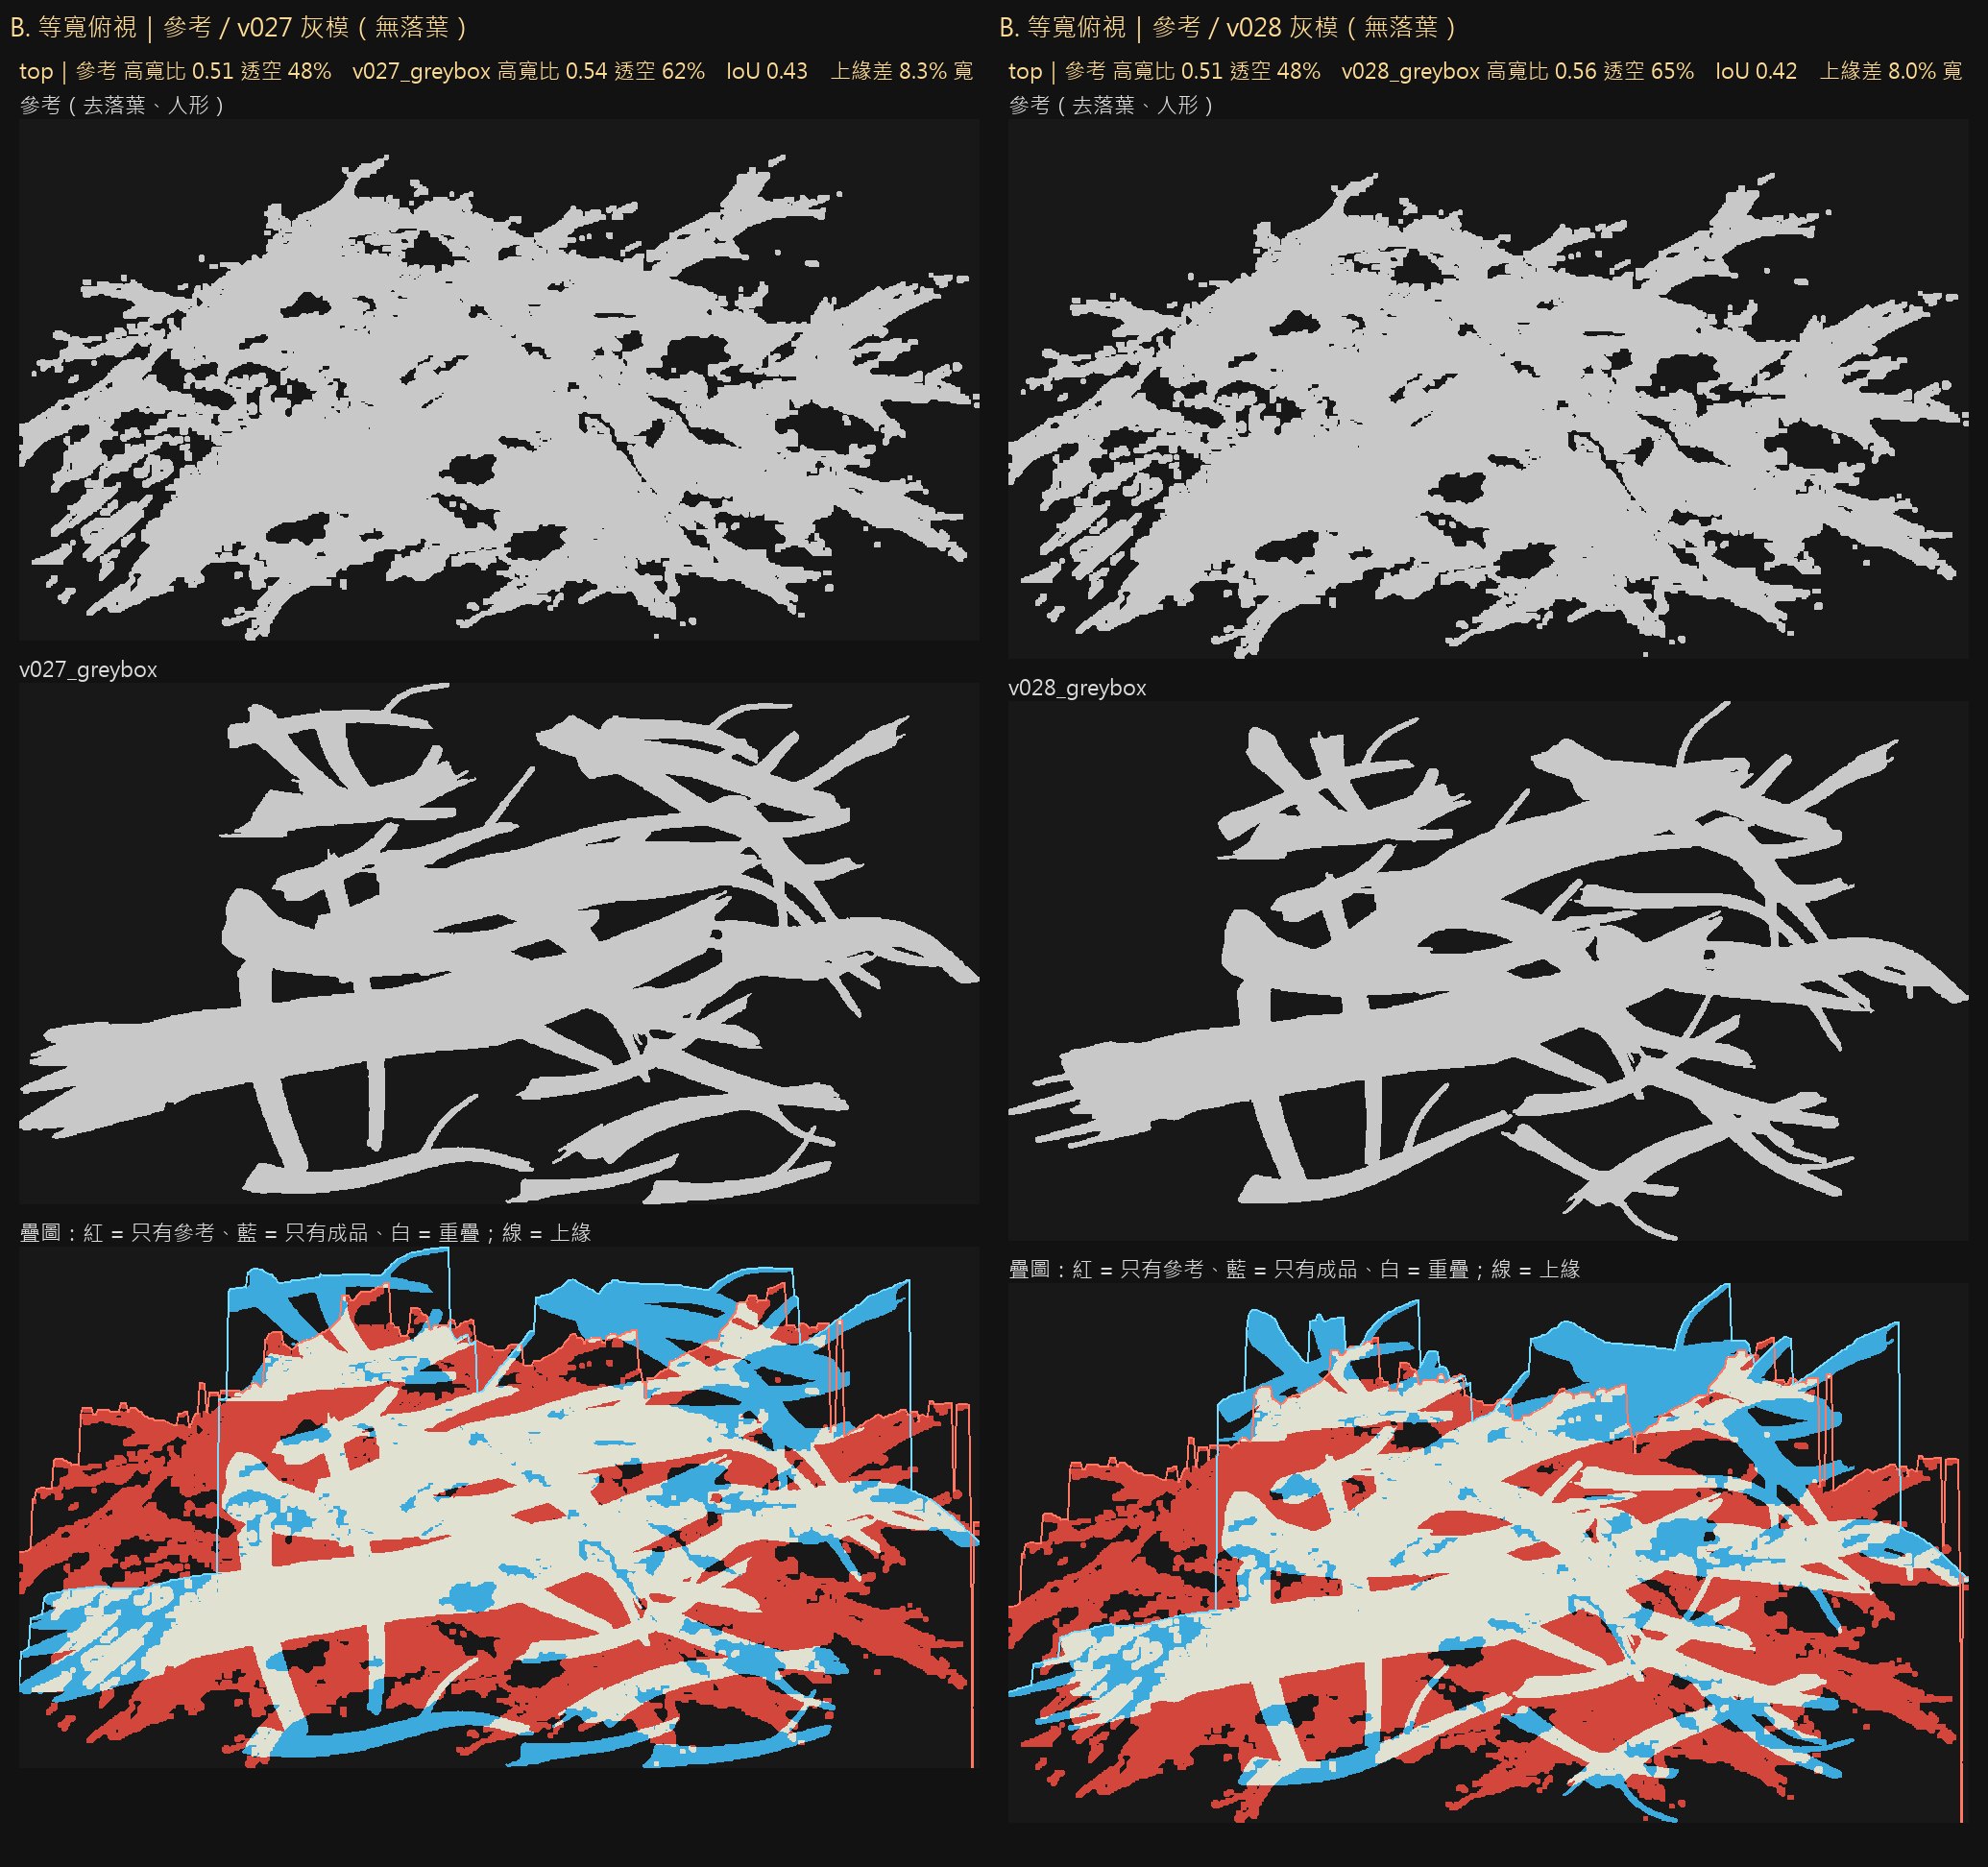 B. 等寬俯視 | 參考 / v027 灰模 ( 無落葉 )
top | 參考 高寬比 0.51 透空 48% v027_greybox 高寬比 0.54 透空 62% IoU 0.43 上緣差 8.3% 寬
參考 ( 去落葉、人形 )
v027_greybox
疊圖：紅 = 只有參考、藍 = 只有成品、白 = 重疊；線 = 上緣
B. 等寬俯視 | 參考 / v028 灰模 ( 無落葉 )
top | 參考 高寬比 0.51 透空 48% v028_greybox 高寬比 0.56 透空 65% IoU 0.42 上緣差 8.0% 寬
參考 ( 去落葉、人形 )
v028_greybox
疊圖：紅 = 只有參考、藍 = 只有成品、白 = 重疊；線 = 上緣